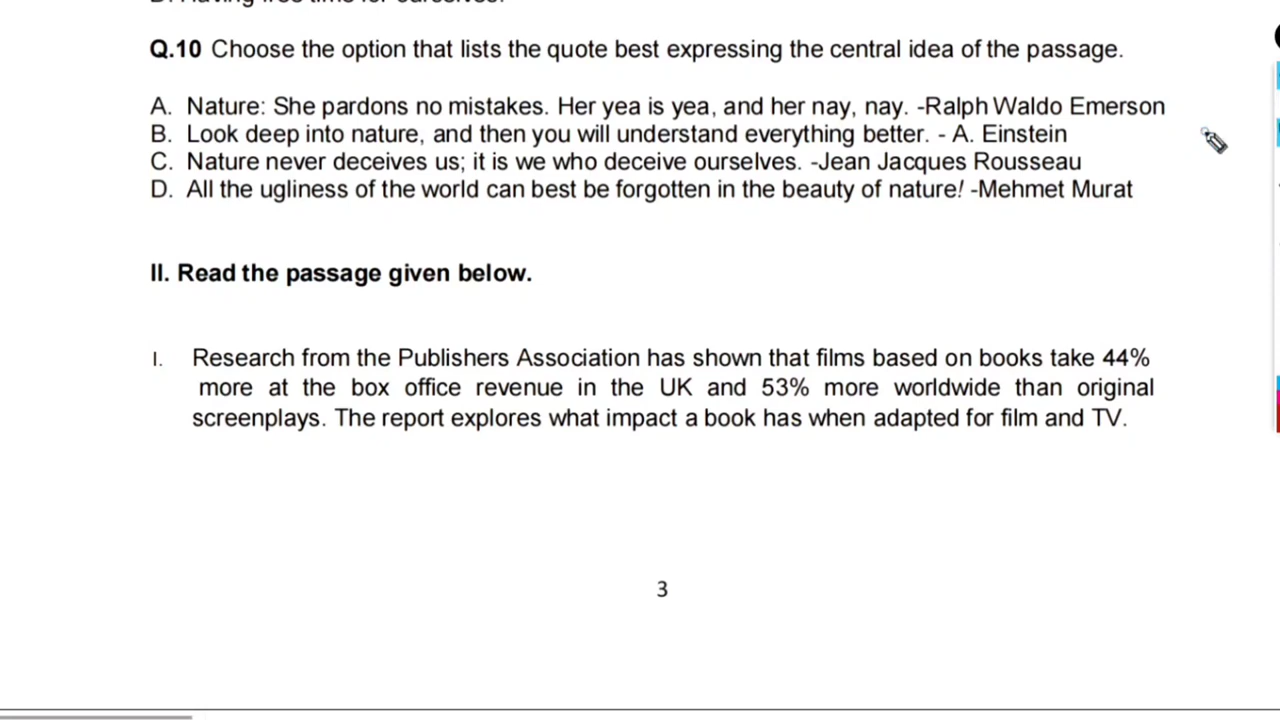 Q.10 Choose the option that lists the quote best expressing the central idea of the passage.
A. Nature: She pardons no mistakes. Her yea is yea, and her nay, nay. -Ralph Waldo Emerson
B. Look deep into nature, and then you will understand everything better. - A. Einstein
C. Nature never deceives us; it is we who deceive ourselves. -Jean Jacques Rousseau
D. All the ugliness of the world can best be forgotten in the beauty of nature! -Mehmet Murat
II. Read the passage given below.
I. Research from the Publishers Association has shown that films based on books take 44%
more at the box office revenue in the UK and 53% more worldwide than original
screenplays. The report explores what impact a book has when adapted for film and TV.
3